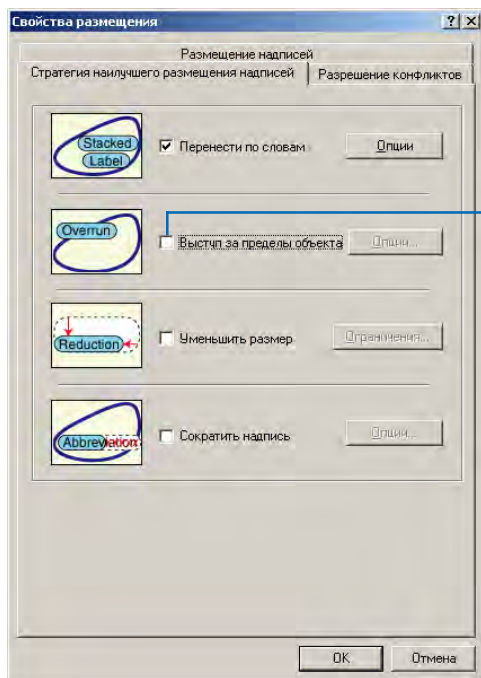 Свойства размещения
Размещение надписей
Стратегия наилучшего размещения надписей
Разрешение конфликтов
Stacked
Label
Перенести по словам
Опции
Overrun
Выступ за пределы объекта
Опции...
Reduction
Уменьшить размер
Ограничения...
Abbreviation
Сократить надпись
Опции...
OK
Отмена